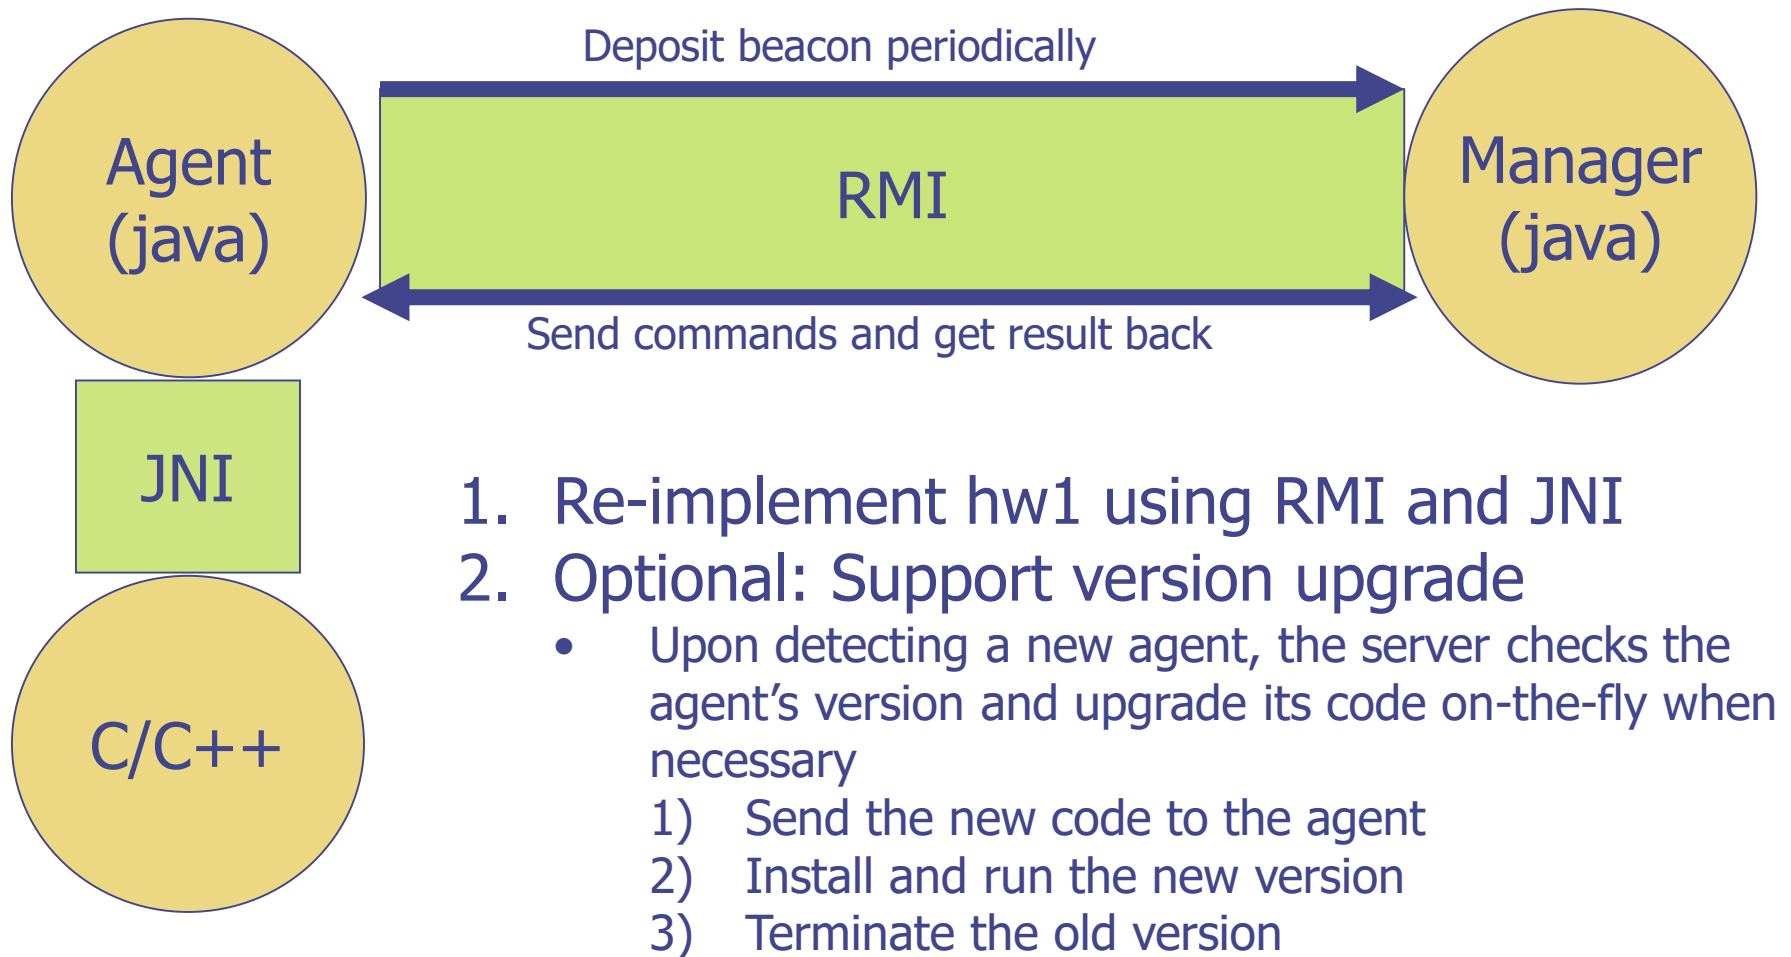 Deposit beacon periodically
Agent
(java)
RMI
Manager
(java)
Send commands and get result back
JNI
C/C++
1. Re-implement hw1 using RMI and JNI
2. Optional: Support version upgrade
• Upon detecting a new agent, the server checks the
agent’s version and upgrade its code on-the-fly when
necessary
1) Send the new code to the agent
2) Install and run the new version
3) Terminate the old version